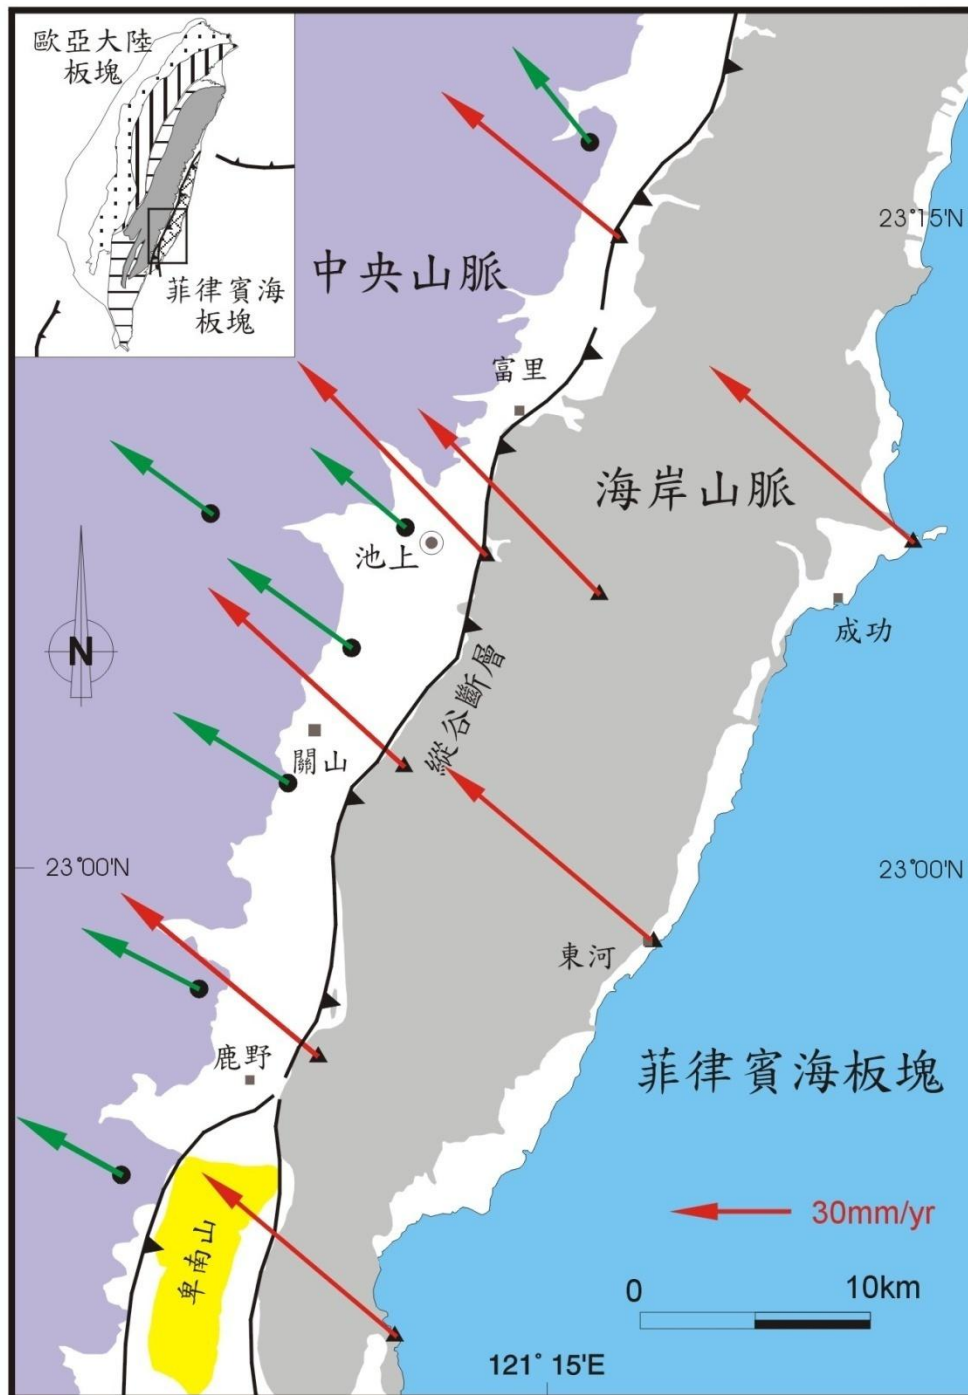 歐亞大陸
板塊
菲律賓海
板塊
23°15'N
中央山脈
富里
海岸山脈
池上
成功
N
縱谷斷層
關山
23°00'N
23°00'N
東河
鹿野
菲律賓海板塊
卑南山
30mm/yr
0
10km
121° 15'E